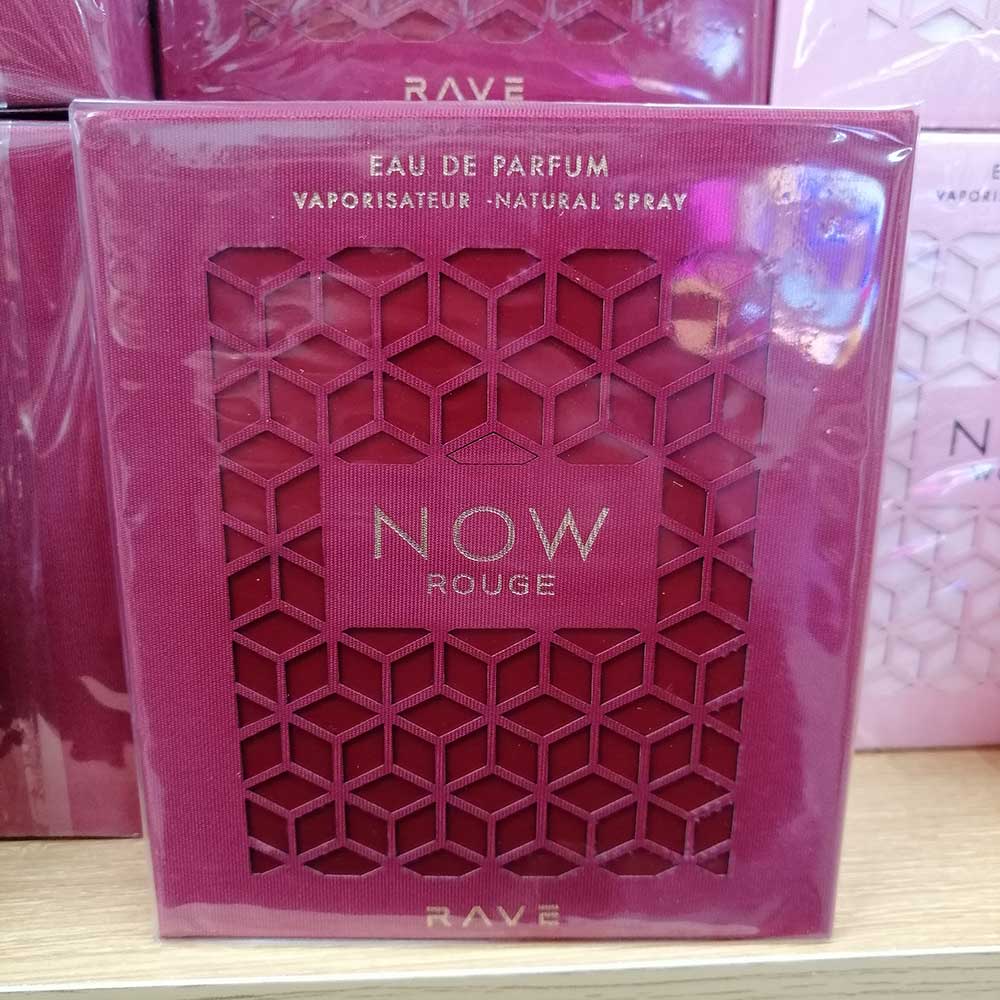 RAVE
EAU DE PARFUM
VAPORISATEUR -NATURAL SPRAY
NOW
ROUGE
RAVE